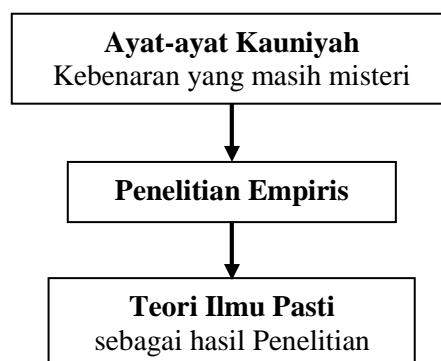 Ayat-ayat Kauniyah
Kebenaran yang masih misteri
Penelitian Empiris
Teori Ilmu Pasti
sebagai hasil Penelitian